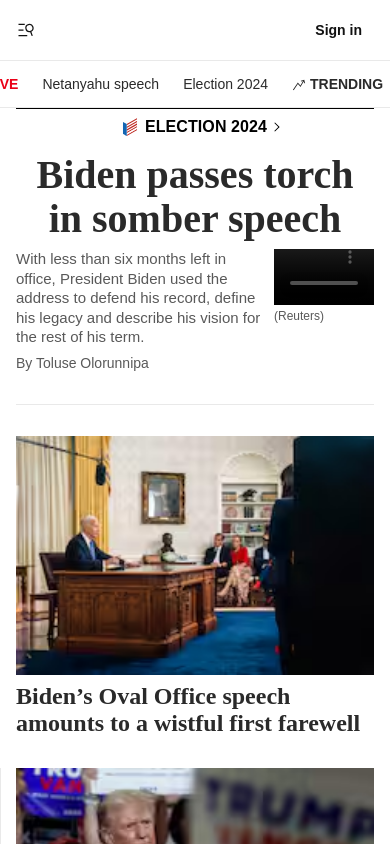 Sign in
VE
Netanyahu speech
Election 2024
TRENDING
ELECTION 2024
Biden passes torch
in somber speech
With less than six months left in
office, President Biden used the
address to defend his record, define
his legacy and describe his vision for
the rest of his term.
By Toluse Olorunnipa
(Reuters)
Biden’s Oval Office speech
amounts to a wistful first farewell
TRUMP